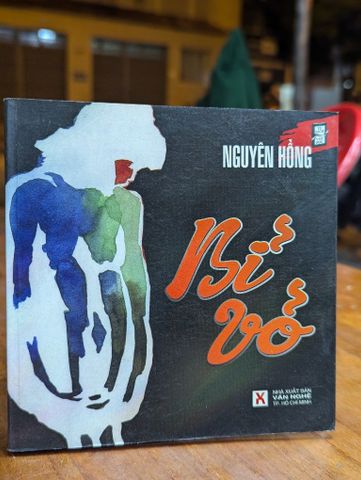 NGUYÊN HỒNG
Bỉ
vỏ
X
NHÀ XUẤT BẢN
VĂN NGHỆ
TP. HỒ CHÍ MINH